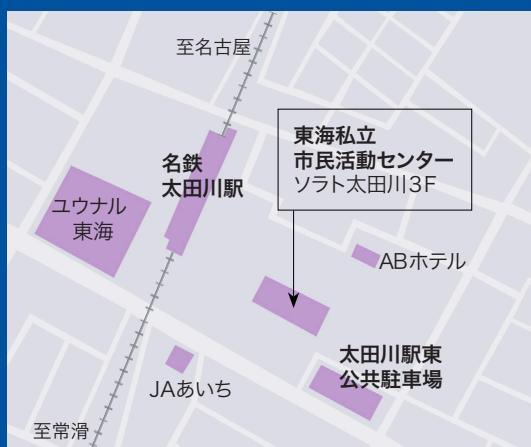 至名古屋
東海私立
市民活動センター
ソラト太田川3F
名鉄
太田川駅
ユウナル
東海
ABホテル
太田川駅東
公共駐車場
JAあいち
至常滑